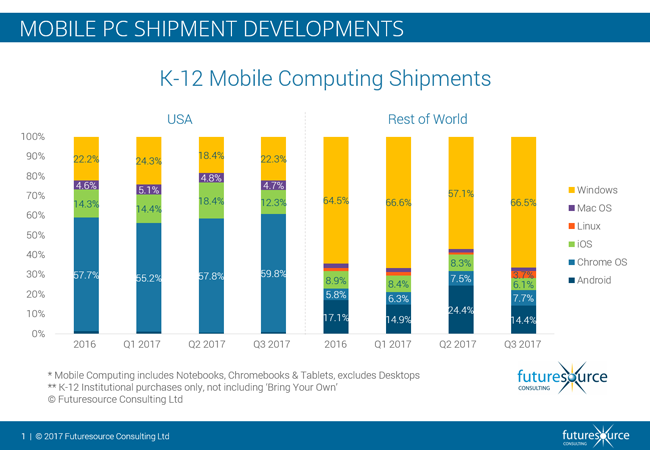 MOBILE PC SHIPMENT DEVELOPMENTS
K-12 Mobile Computing Shipments
USA
Rest of World
100%
90%
80%
70%
60%
50%
40%
30%
20%
10%
0%
22.2%
4.6%
14.3%
57.7%
24.3%
5.1%
14.4%
55.2%
18.4%
4.8%
18.4%
57.8%
22.3%
4.7%
12.3%
59.8%
64.5%
8.9%
5.8%
17.1%
66.6%
8.4%
6.3%
14.9%
57.1%
8.3%
7.5%
24.4%
66.5%
3.7%
6.1%
7.7%
14.4%
2016 Q1 2017 Q2 2017 Q3 2017 2016 Q1 2017 Q2 2017 Q3 2017
Windows
Mac OS
Linux
iOS
Chrome OS
Android
* Mobile Computing includes Notebooks, Chromebooks & Tablets, excludes Desktops
** K-12 Institutional purchases only, not including ‘Bring Your Own’
© Futuresource Consulting Ltd
futuresource
CONSULTING
1 | © 2017 Futuresource Consulting Ltd
futuresource
CONSULTING